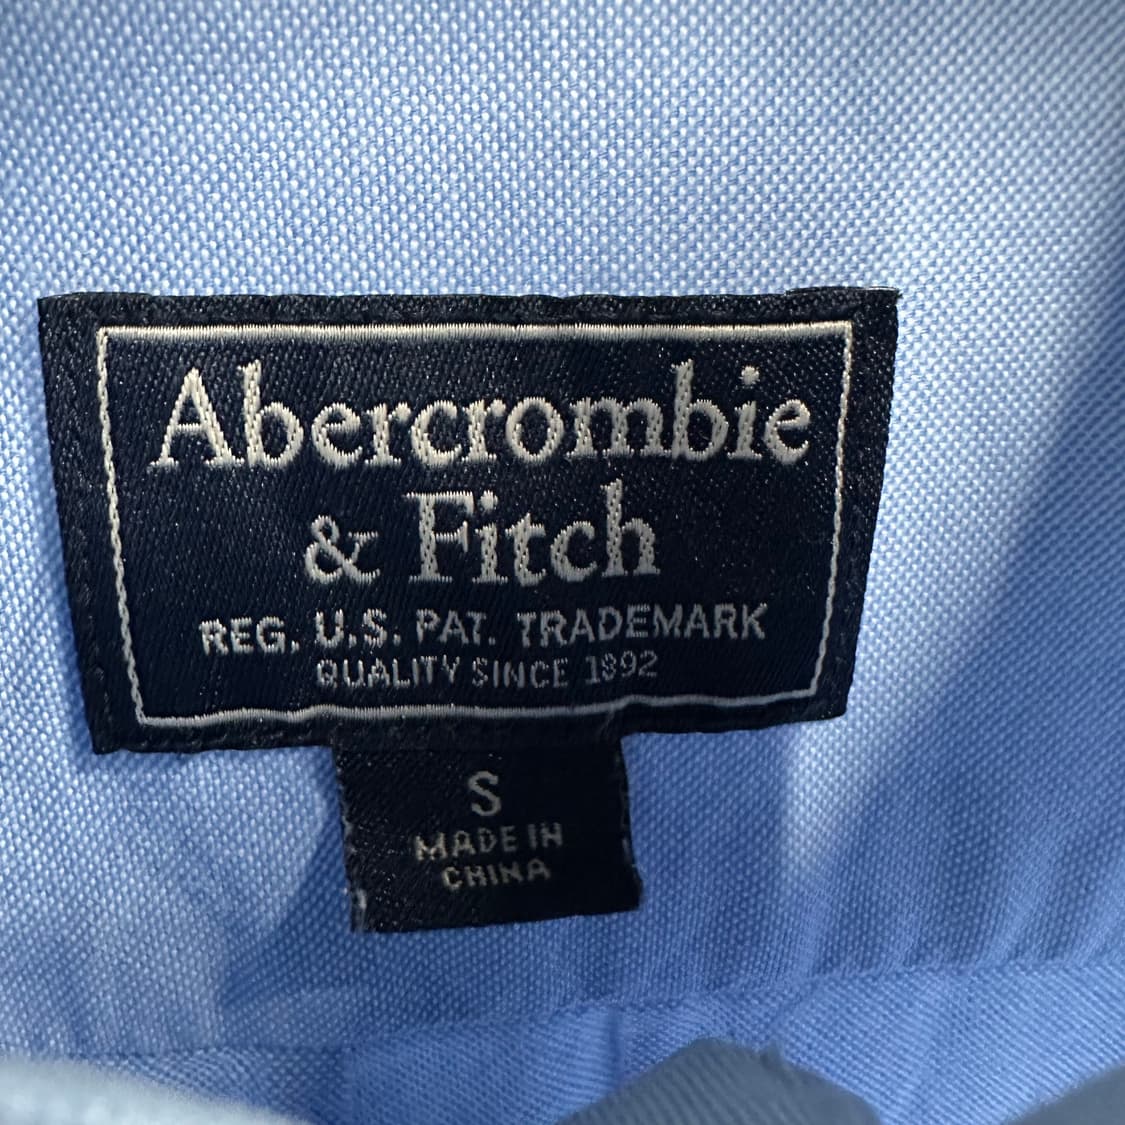 Abercrombie
& Fitch
REG. U.S. PAT. TRADEMARK
QUALITY SINCE 1892
S
MADE IN
CHINA